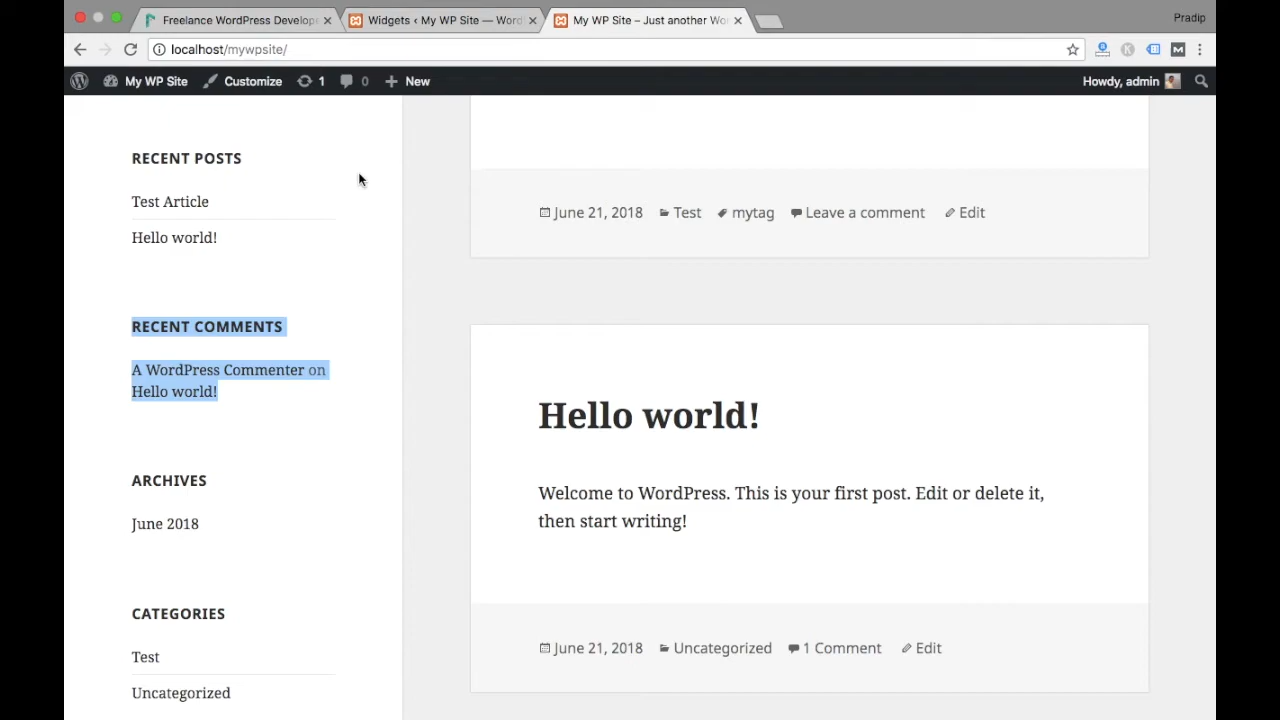 Freelance WordPress Develope
Widgets ‹ My WP Site — Word
My WP Site – Just another Wo
Pradip
localhost/mywpsite/
My WP Site
Customize
1
0
New
Howdy, admin
RECENT POSTS
Test Article
Hello world!
RECENT COMMENTS
A WordPress Commenter on
Hello world!
ARCHIVES
June 2018
CATEGORIES
Test
Uncategorized
June 21, 2018 Test mytag Leave a comment Edit
Hello world!
Welcome to WordPress. This is your first post. Edit or delete it,
then start writing!
June 21, 2018 Uncategorized 1 Comment Edit